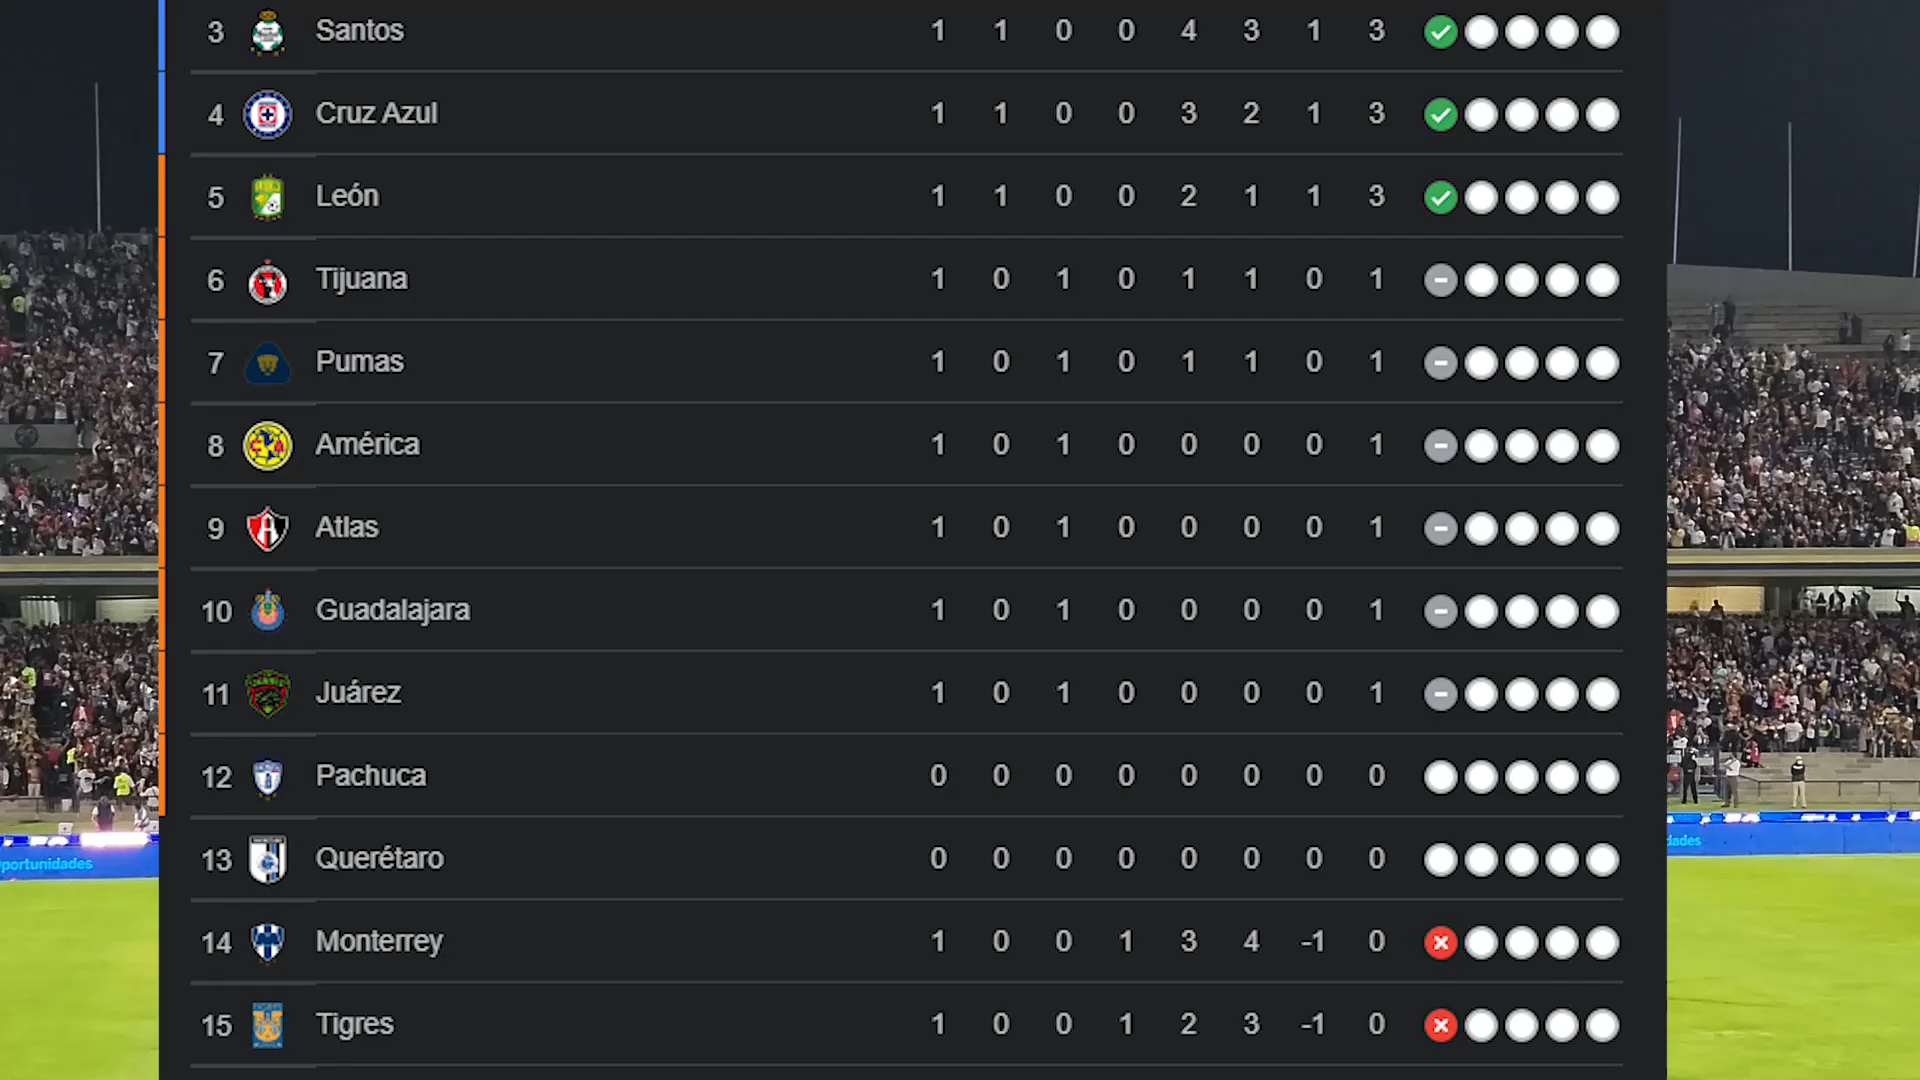 3 Santos 1 1 0 0 4 3 1 3
4 Cruz Azul 1 1 0 0 3 2 1 3
5 León 1 1 0 0 2 1 1 3
6 Tijuana 1 0 1 0 1 1 0 1
7 Pumas 1 0 1 0 1 1 0 1
8 América 1 0 1 0 0 0 0 1
9 Atlas 1 0 1 0 0 0 0 1
10 Guadalajara 1 0 1 0 0 0 0 1
11 Juárez 1 0 1 0 0 0 0 1
12 Pachuca 0 0 0 0 0 0 0 0
13 Querétaro 0 0 0 0 0 0 0 0
14 Monterrey 1 0 0 1 3 4 -1 0
15 Tigres 1 0 0 1 2 3 -1 0
portunidades
dades